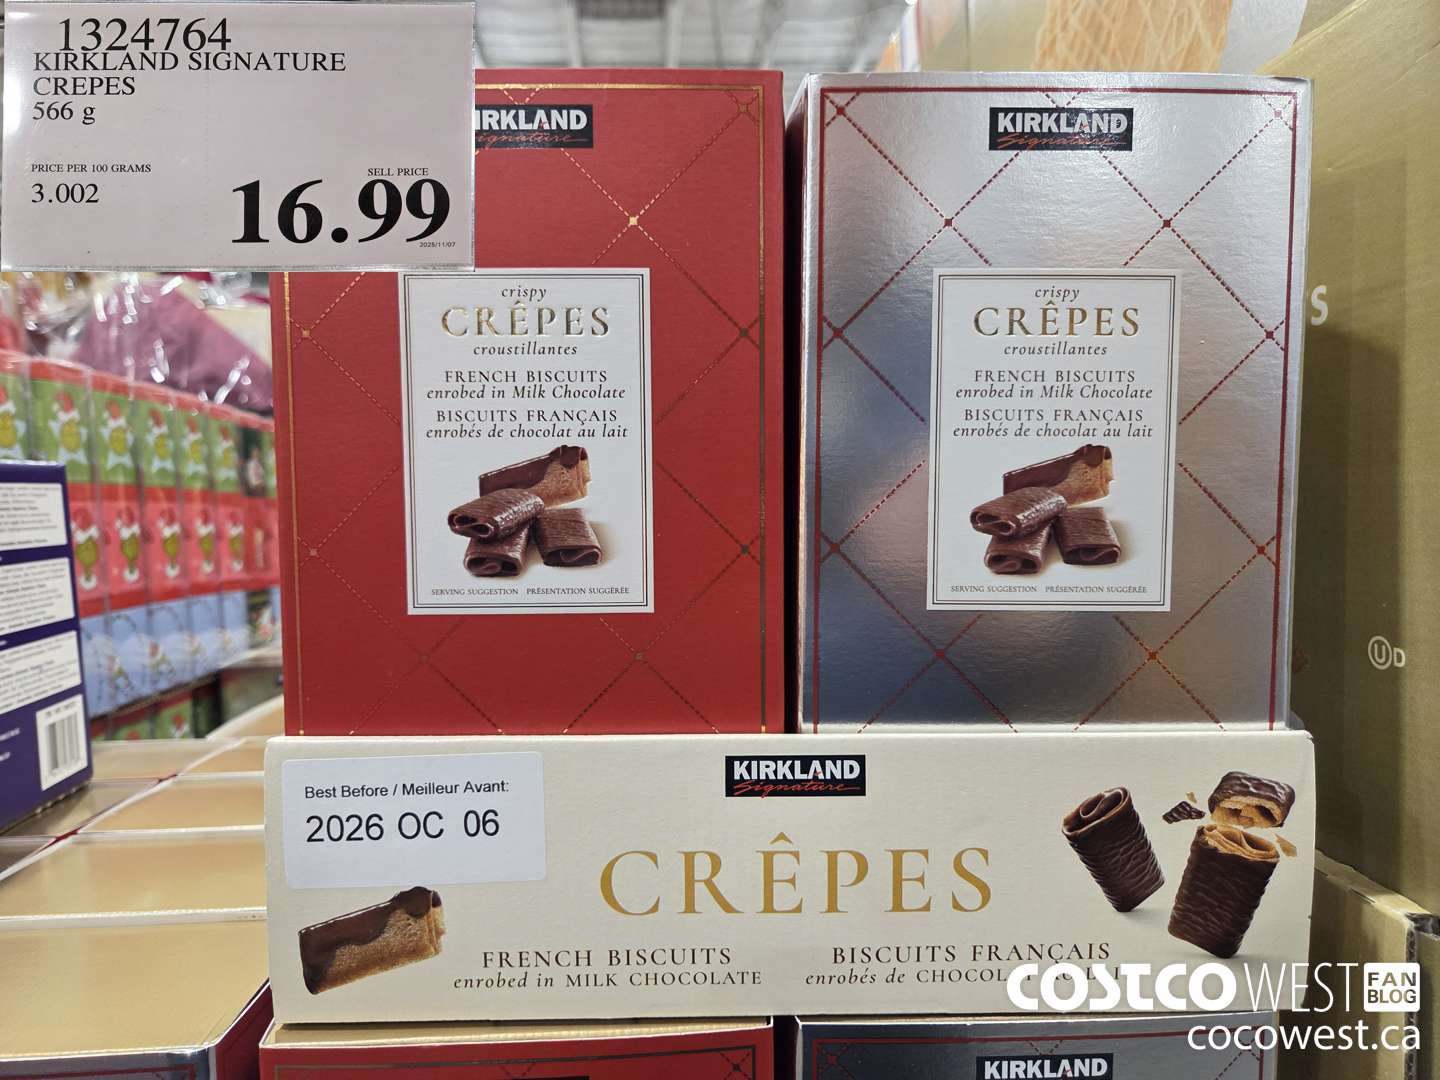 1324764
KIRKLAND SIGNATURE
CREPES
566 g
PRICE PER 100 GRAMS
3.002
SELL PRICE
16.99
2025/11/07
IRKLAND
Signature
crispy
CRÊPES
croustillantes
FRENCH BISCUITS
enrobed in Milk Chocolate
BISCUITS FRANÇAIS
enrobés de chocolat au lait
SERVING SUGGESTION PRÉSENTATION SUGGÉRÉE
KIRKLAND
Signature
crispy
CRÊPES
croustillantes
FRENCH BISCUITS
enrobed in Milk Chocolate
BISCUITS FRANÇAIS
enrobés de chocolat au lait
SERVING SUGGESTION PRÉSENTATION SUGGÉRÉE
S
UD
Best Before / Meilleur Avant:
2026 OC 06
KIRKLAND
Signature
CRÊPES
FRENCH BISCUITS
enrobed in MILK CHOCOLATE
BISCUITS FRANÇAIS
enrobés de CHOCOL
COSTCO WEST FAN BLOG
cocowest.ca
KIRKLAND